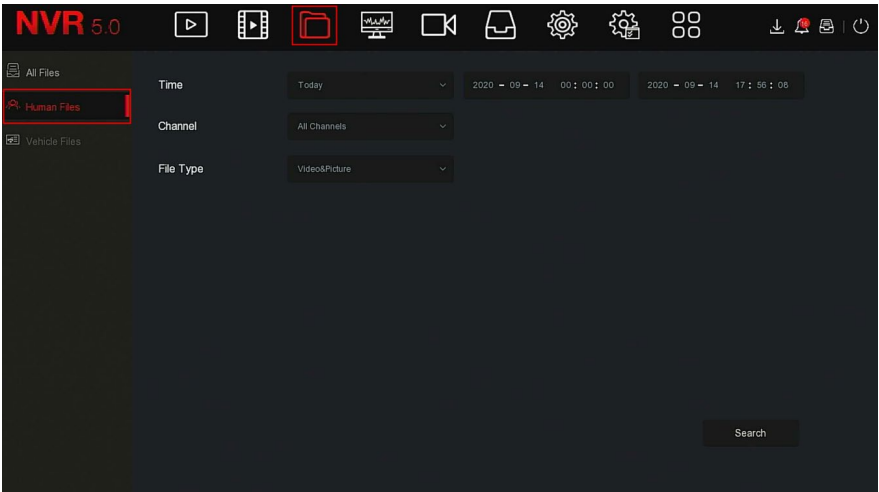 NVR 5.0
All Files
Human Files
Vehicle Files
Time Today 2020 - 09 - 14 00 : 00 : 00 2020 - 09 - 14 17 : 56 : 08
Channel All Channels
File Type Video&Picture
Search